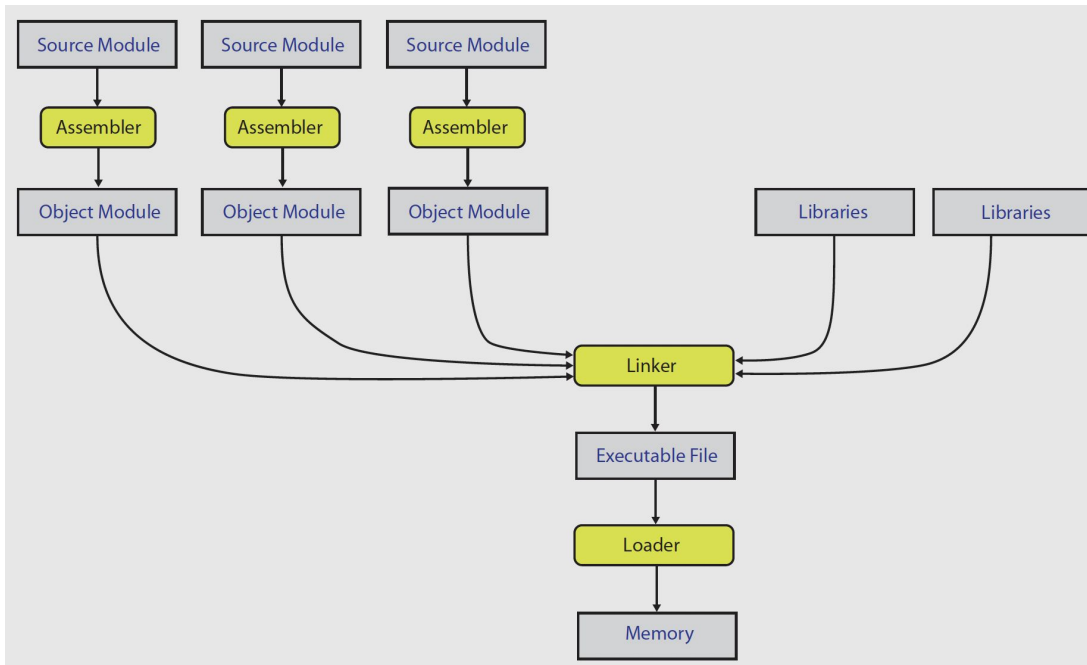 Source Module
Source Module
Source Module
Assembler
Assembler
Assembler
Object Module
Object Module
Object Module
Libraries
Libraries
Linker
Executable File
Loader
Memory